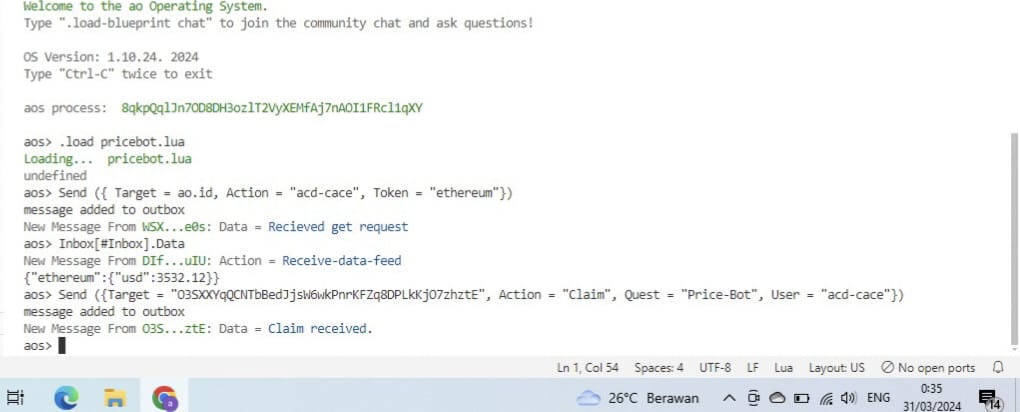 Welcome to the ao Operating System.
Type ".load-blueprint chat" to join the community chat and ask questions!
OS Version: 1.10.24. 2024
Type "Ctrl-C" twice to exit
aos process:  8qkpQqlJn7OD8DH3ozlT2VyXEMfAj7nAOI1FRcl1qXY
aos> .load pricebot.lua
Loading...  pricebot.lua
undefined
aos> Send ({ Target = ao.id, Action = "acd-cace", Token = "ethereum"})
message added to outbox
New Message From WSX...e0s: Data = Recieved get request
aos> Inbox[#Inbox].Data
New Message From DIf...uIU: Action = Receive-data-feed
{"ethereum":{"usd":3532.12}}
aos> Send ({Target = "O3SXXYqQCNTbBedJjsW6wkPnrKFZq8DPLkKjO7zhztE", Action = "Claim", Quest = "Price-Bot", User = "acd-cace"})
message added to outbox
New Message From O3S...ztE: Data = Claim received.
aos>
Ln 1, Col 54 Spaces: 4 UTF-8 LF Lua Layout: US No open ports
26°C Berawan ENG 0:35
31/03/2024 14